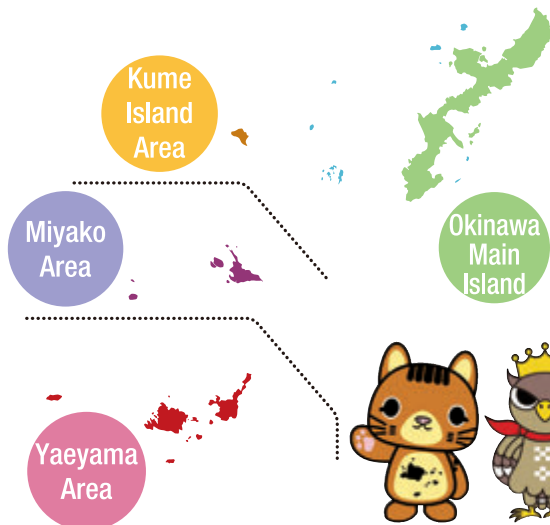 Kume
Island
Area
Miyako
Area
Okinawa
Main
Island
Yaeyama
Area